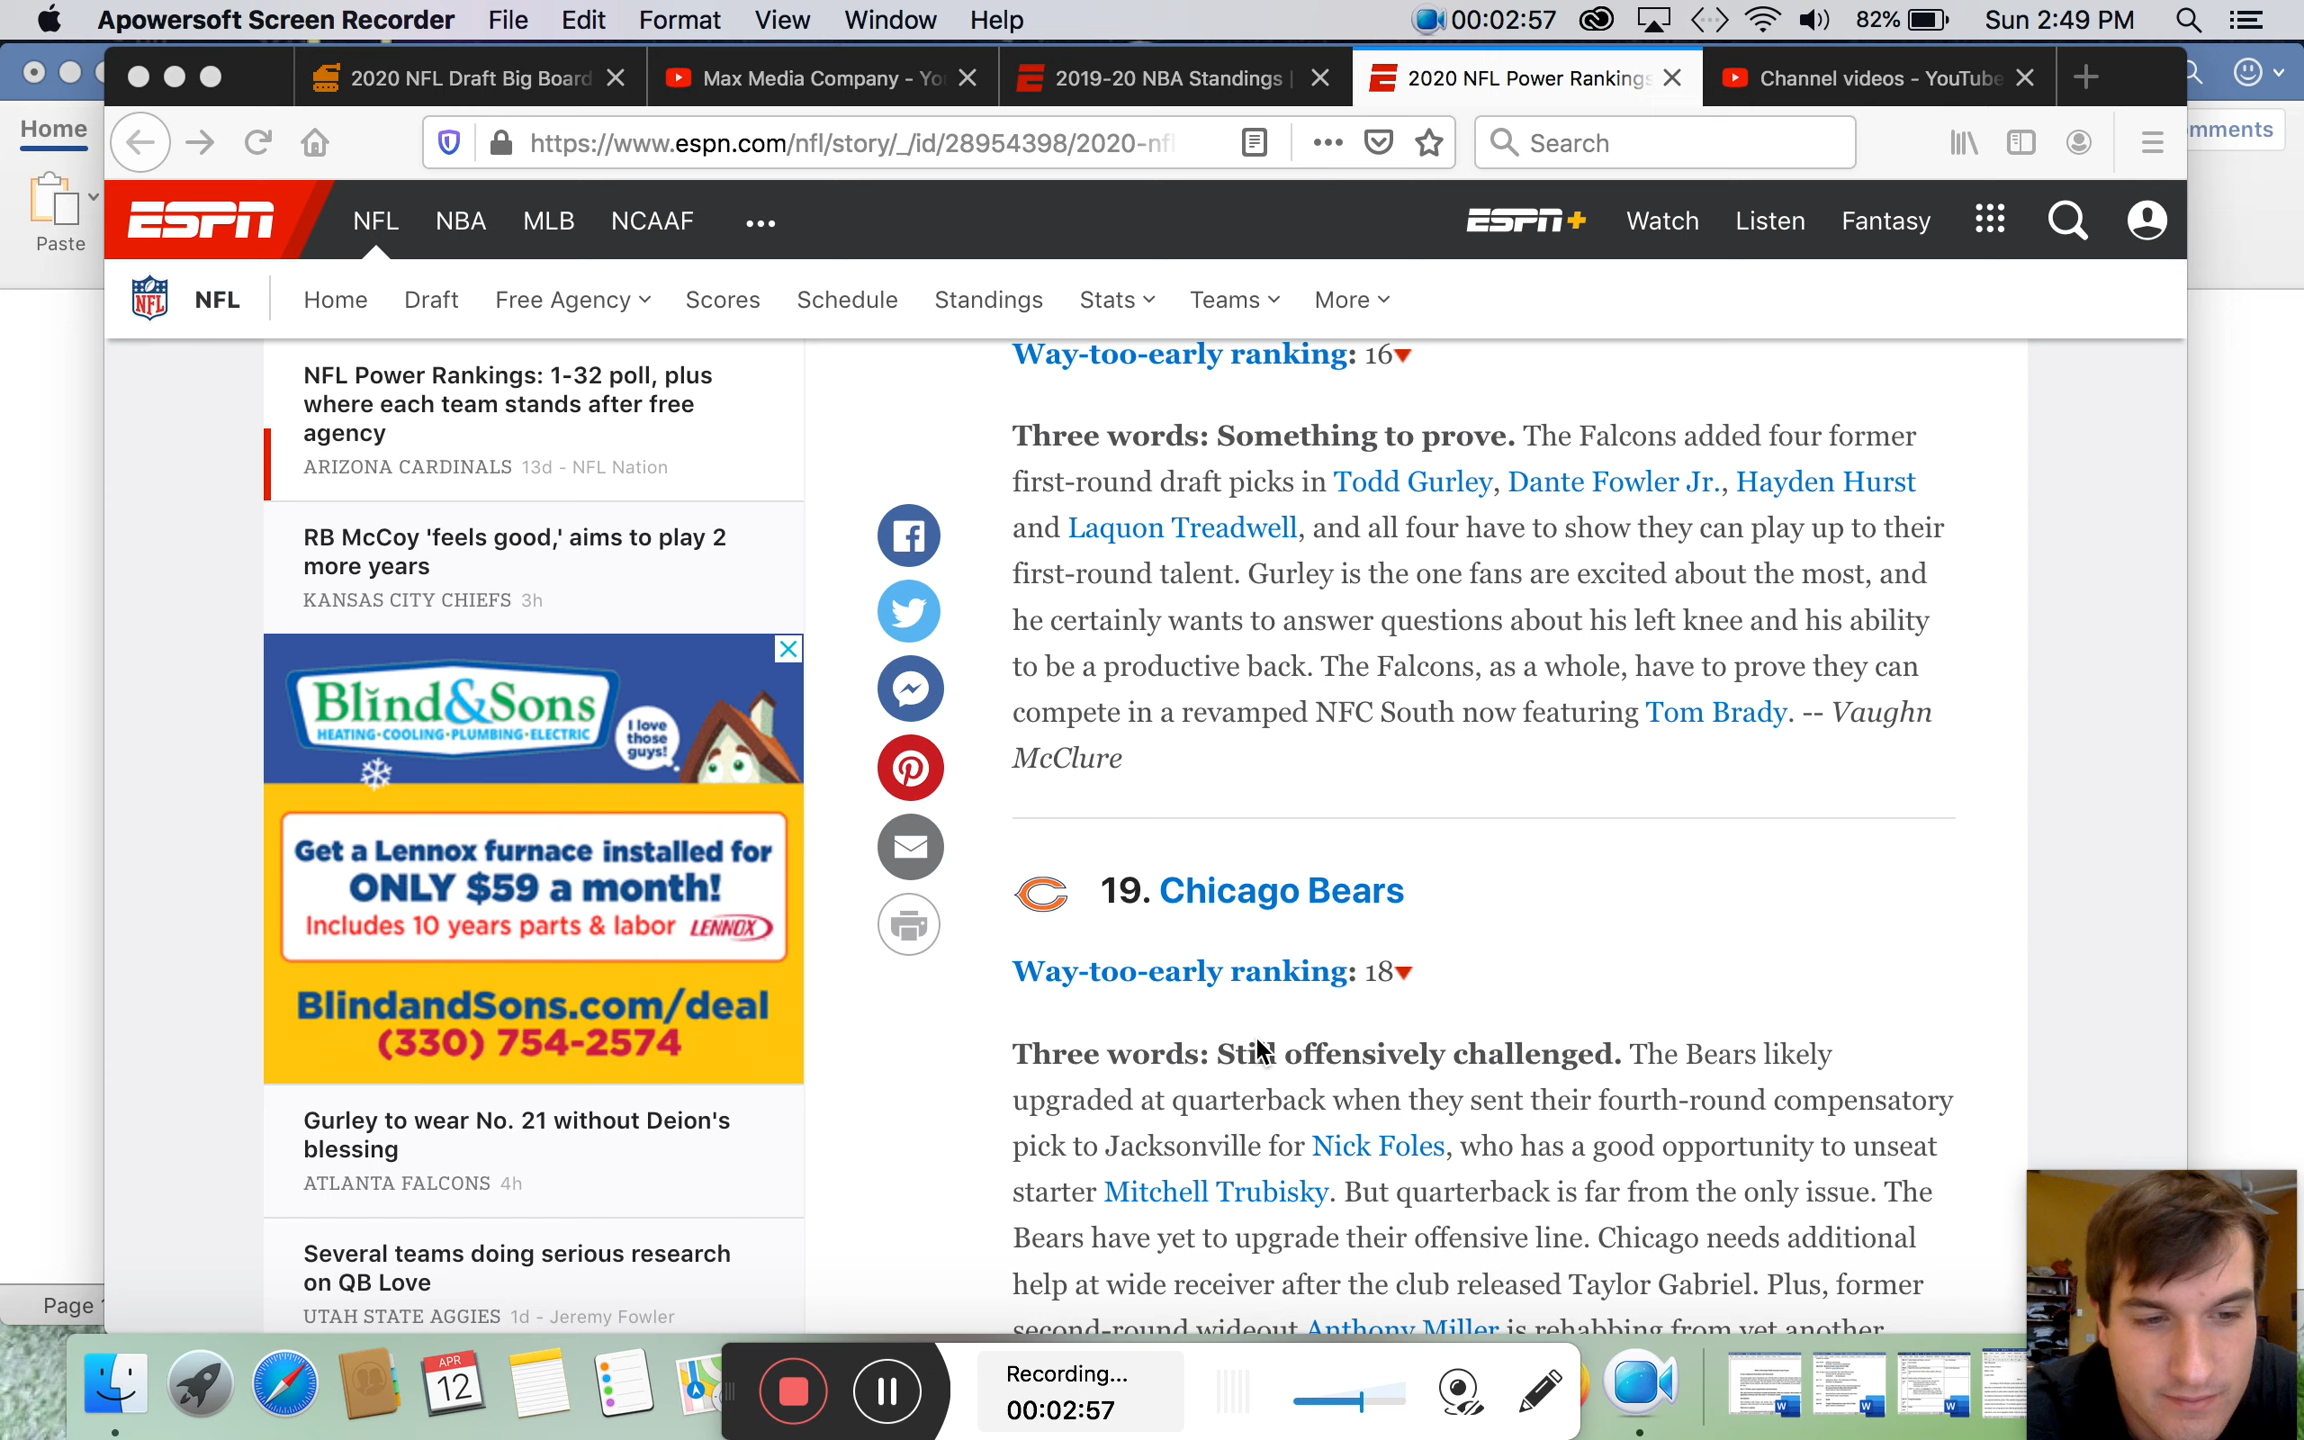 Apowersoft Screen Recorder File Edit Format View Window Help 00:02:57 82% Sun 2:49 PM
2020 NFL Draft Big Board Max Media Company - Yo 2019-20 NBA Standings | 2020 NFL Power Rankings Channel videos - YouTube
Home
https://www.espn.com/nfl/story/_/id/28954398/2020-nfl Search
mments
Paste
ESPN NFL NBA MLB NCAAF ... ESPN+ Watch Listen Fantasy
NFL NFL Home Draft Free Agency Scores Schedule Standings Stats Teams More
NFL Power Rankings: 1-32 poll, plus
where each team stands after free
agency
ARIZONA CARDINALS 13d - NFL Nation
RB McCoy 'feels good,' aims to play 2
more years
KANSAS CITY CHIEFS 3h
Blind&Sons
HEATING·COOLING·PLUMBING·ELECTRIC
I love
those
guys!
Get a Lennox furnace installed for
ONLY $59 a month!
Includes 10 years parts & labor LENNOX
BlindandSons.com/deal
(330) 754-2574
Gurley to wear No. 21 without Deion's
blessing
ATLANTA FALCONS 4h
Several teams doing serious research
on QB Love
UTAH STATE AGGIES 1d - Jeremy Fowler
Way-too-early ranking: 16
Three words: Something to prove. The Falcons added four former
first-round draft picks in Todd Gurley, Dante Fowler Jr., Hayden Hurst
and Laquon Treadwell, and all four have to show they can play up to their
first-round talent. Gurley is the one fans are excited about the most, and
he certainly wants to answer questions about his left knee and his ability
to be a productive back. The Falcons, as a whole, have to prove they can
compete in a revamped NFC South now featuring Tom Brady. -- Vaughn
McClure
19. Chicago Bears
Way-too-early ranking: 18
Three words: Still offensively challenged. The Bears likely
upgraded at quarterback when they sent their fourth-round compensatory
pick to Jacksonville for Nick Foles, who has a good opportunity to unseat
starter Mitchell Trubisky. But quarterback is far from the only issue. The
Bears have yet to upgrade their offensive line. Chicago needs additional
help at wide receiver after the club released Taylor Gabriel. Plus, former
second-round wideout Anthony Miller is rehabbing from yet another
Page 1
APR
12
Recording...
00:02:57
W W W